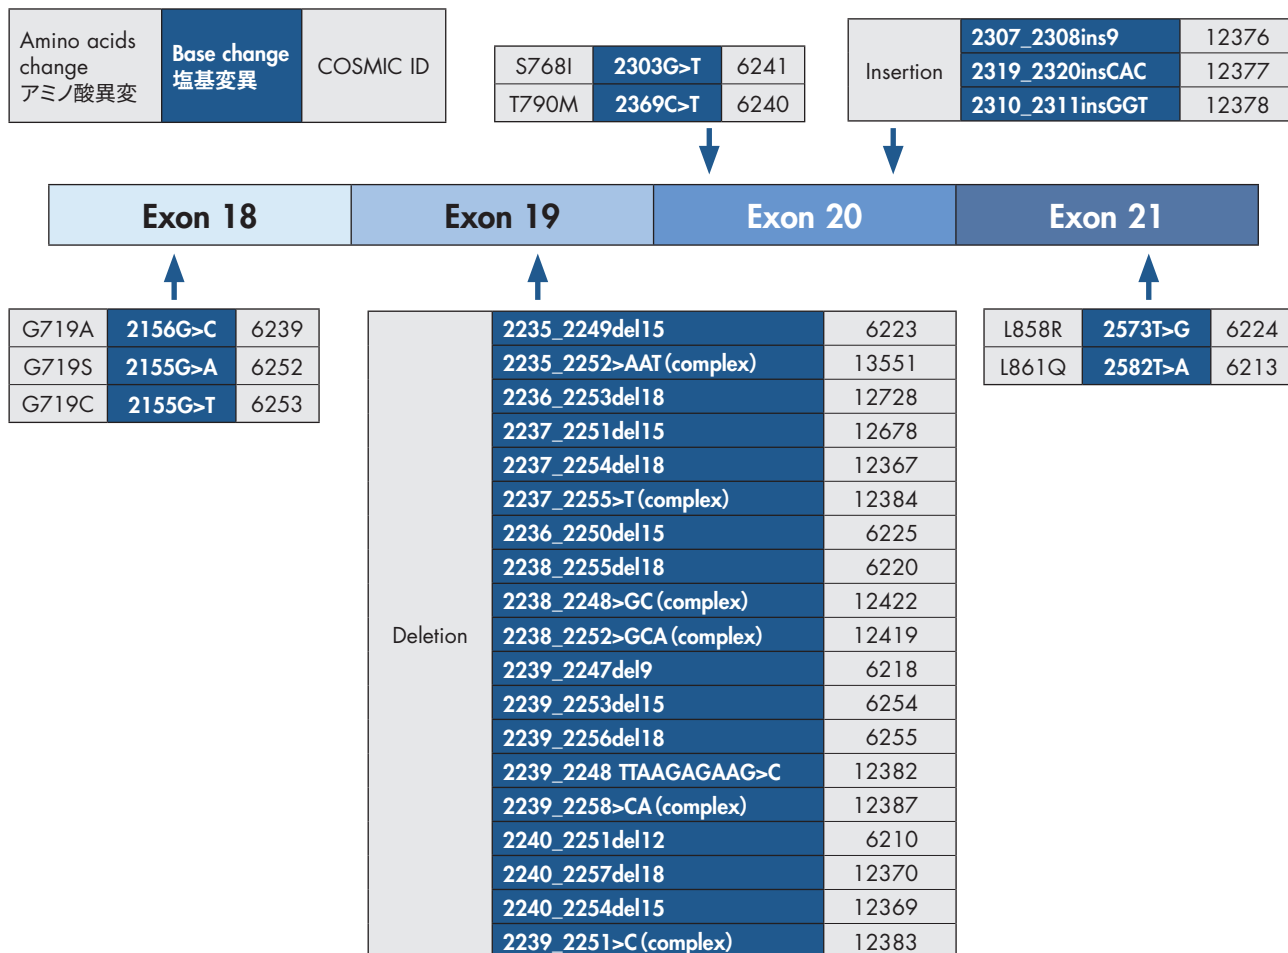 Amino acids
change
アミノ酸異変
Base change
塩基変異
COSMIC ID
S768I 2303G>T 6241
T790M 2369C>T 6240
Insertion
2307_2308ins9 12376
2319_2320insCAC 12377
2310_2311insGGT 12378
Exon 18 Exon 19 Exon 20 Exon 21
G719A 2156G>C 6239
G719S 2155G>A 6252
G719C 2155G>T 6253
Deletion
2235_2249del15 6223
2235_2252>AAT(complex) 13551
2236_2253del18 12728
2237_2251del15 12678
2237_2254del18 12367
2237_2255>T(complex) 12384
2236_2250del15 6225
2238_2255del18 6220
2238_2248>GC(complex) 12422
2238_2252>GCA(complex) 12419
2239_2247del9 6218
2239_2253del15 6254
2239_2256del18 6255
2239_2248 TTAAGAGAAG>C 12382
2239_2258>CA(complex) 12387
2240_2251del12 6210
2240_2257del18 12370
2240_2254del15 12369
2239_2251>C(complex) 12383
L858R 2573T>G 6224
L861Q 2582T>A 6213